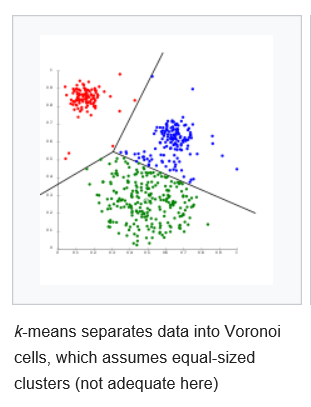 k-means separates data into Voronoi
cells, which assumes equal-sized
clusters (not adequate here)